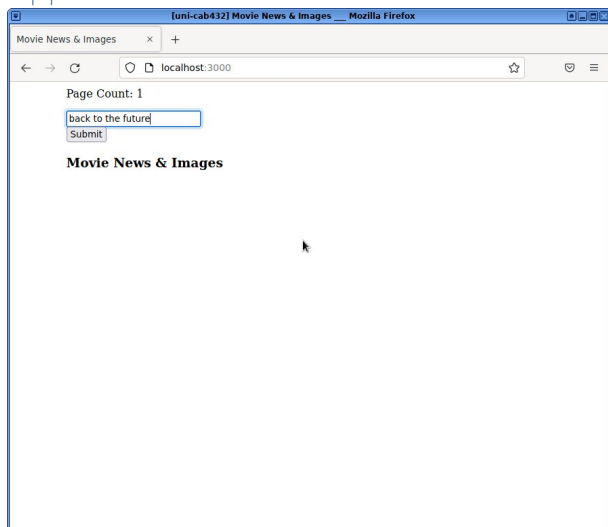 [uni-cab432] Movie News & Images __ Mozilla Firefox
Movie News & Images
localhost:3000
Page Count: 1
back to the future
Submit
Movie News & Images